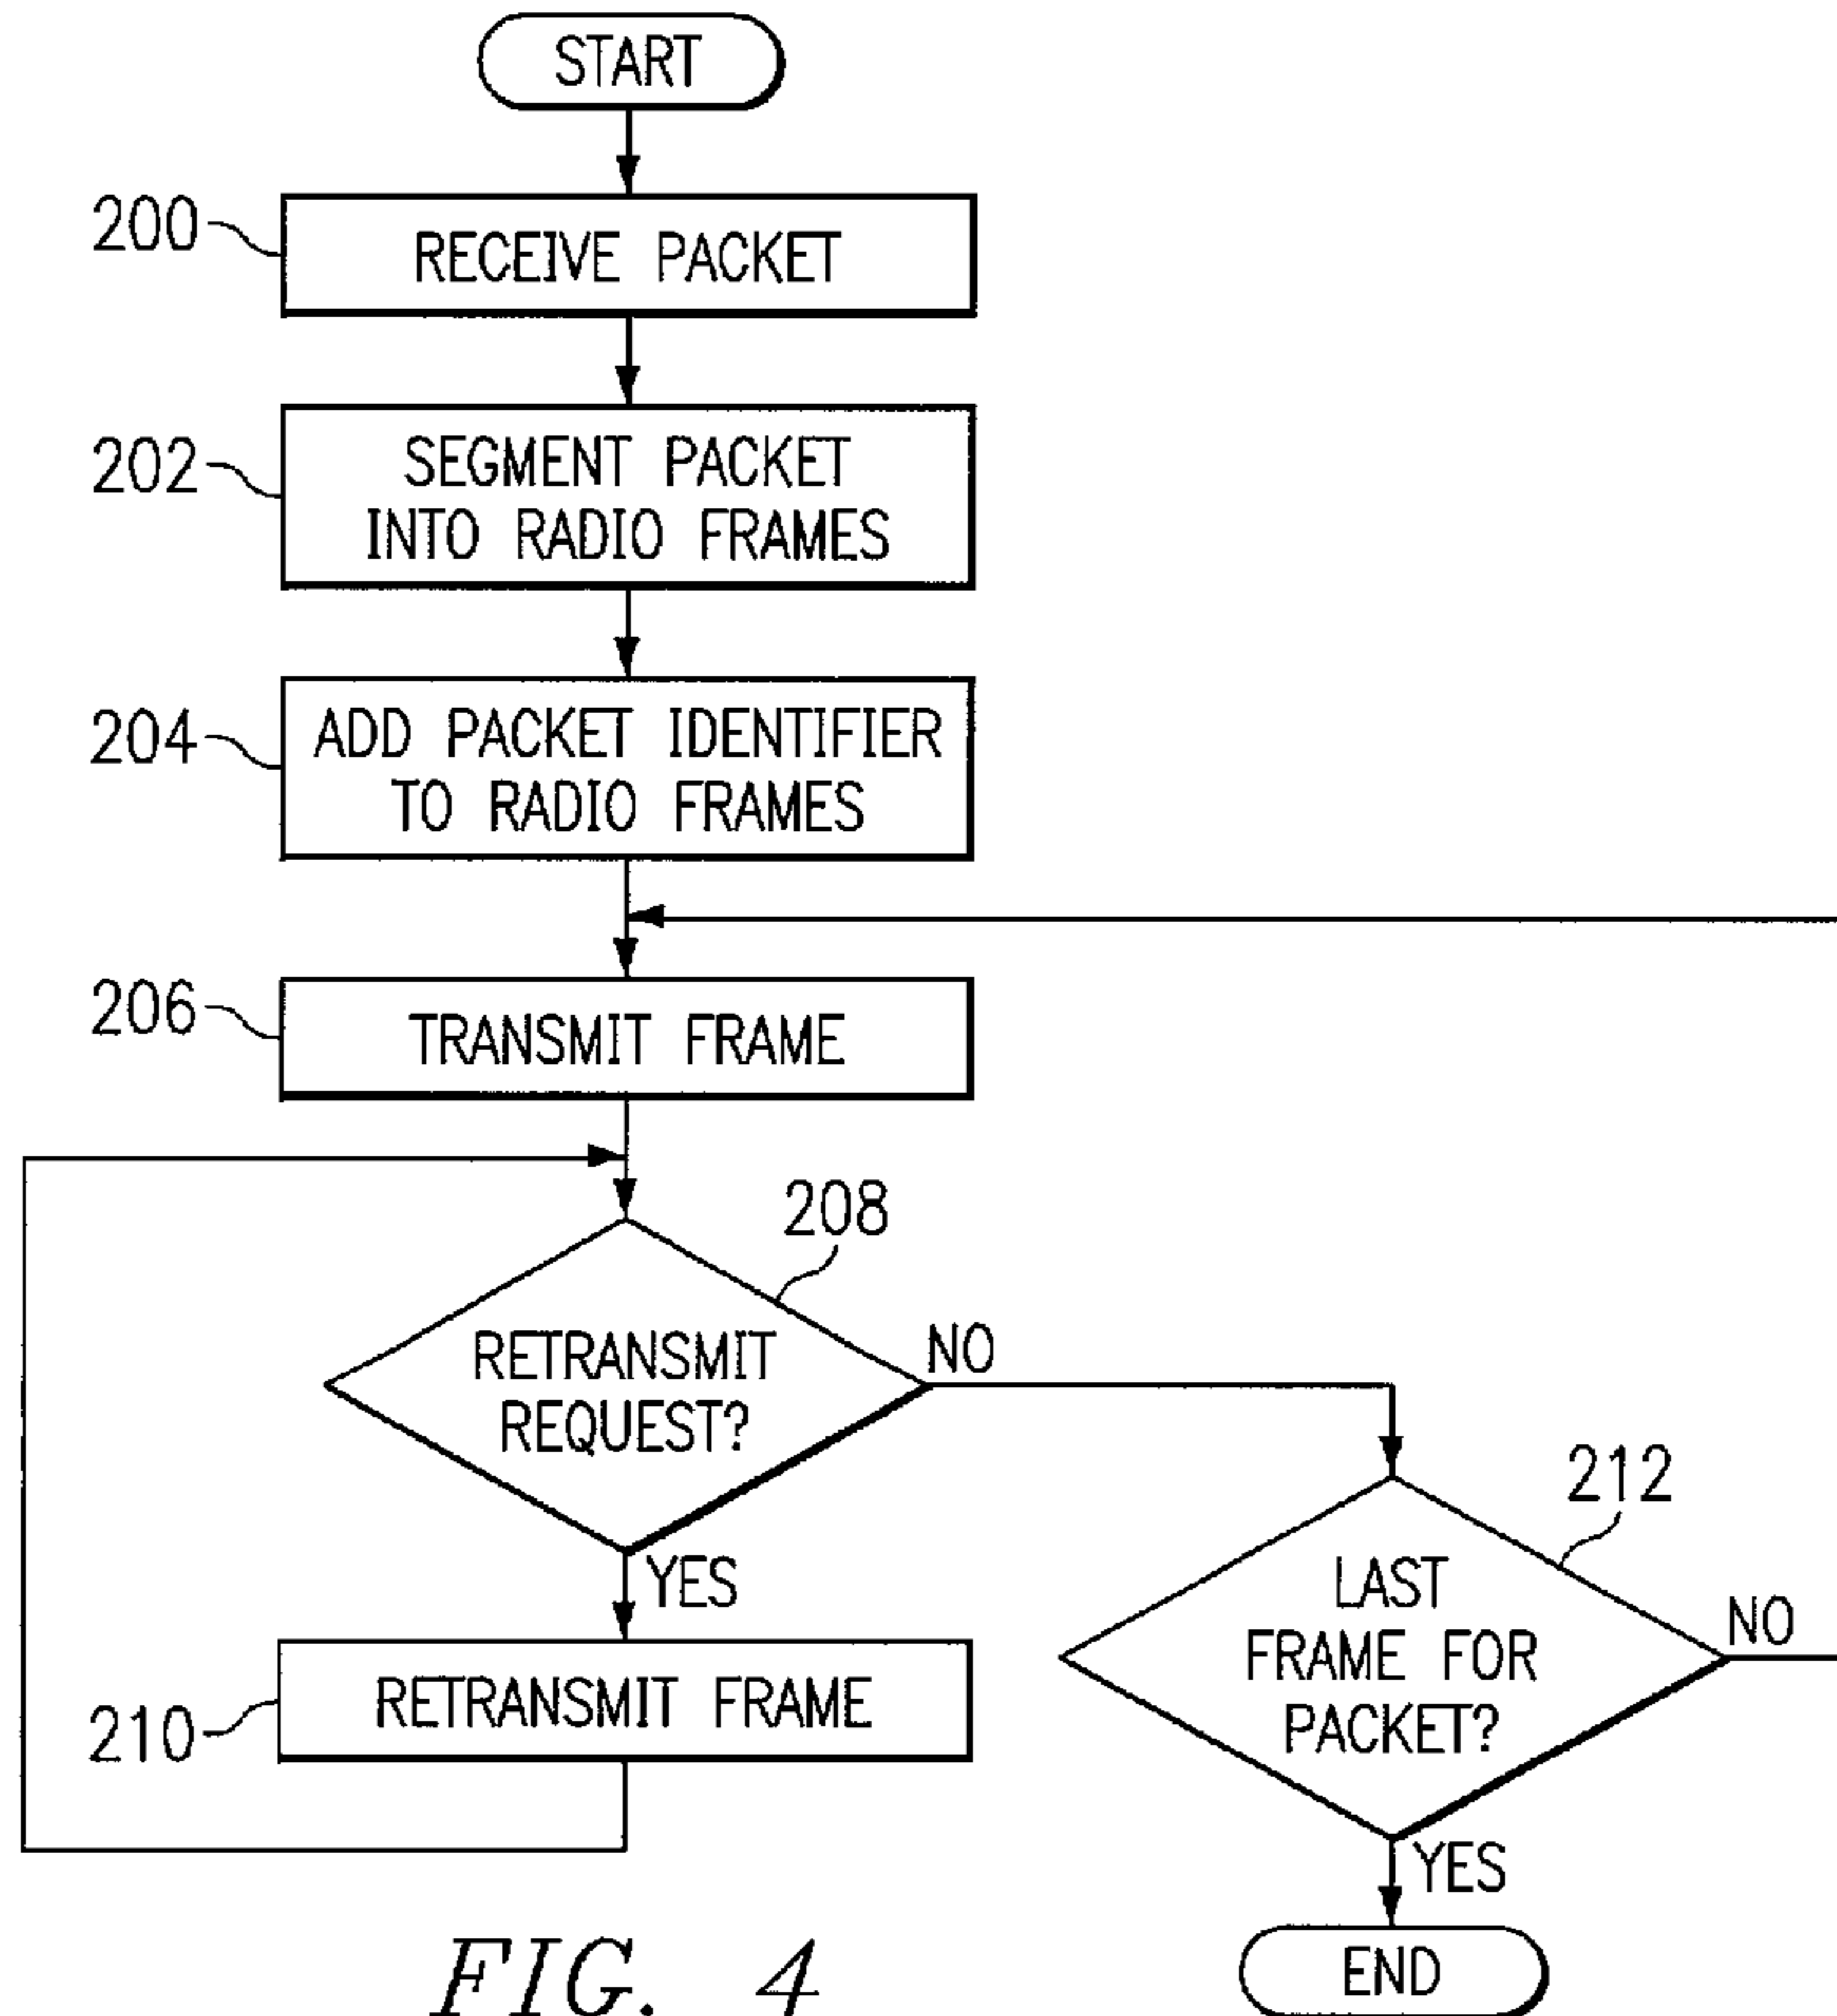 START
200
RECEIVE PACKET
202
SEGMENT PACKET
INTO RADIO FRAMES
204
ADD PACKET IDENTIFIER
TO RADIO FRAMES
206
TRANSMIT FRAME
208
RETRANSMIT
REQUEST?
NO
YES
210
RETRANSMIT FRAME
212
LAST
FRAME FOR
PACKET?
NO
YES
END
FIG. 4